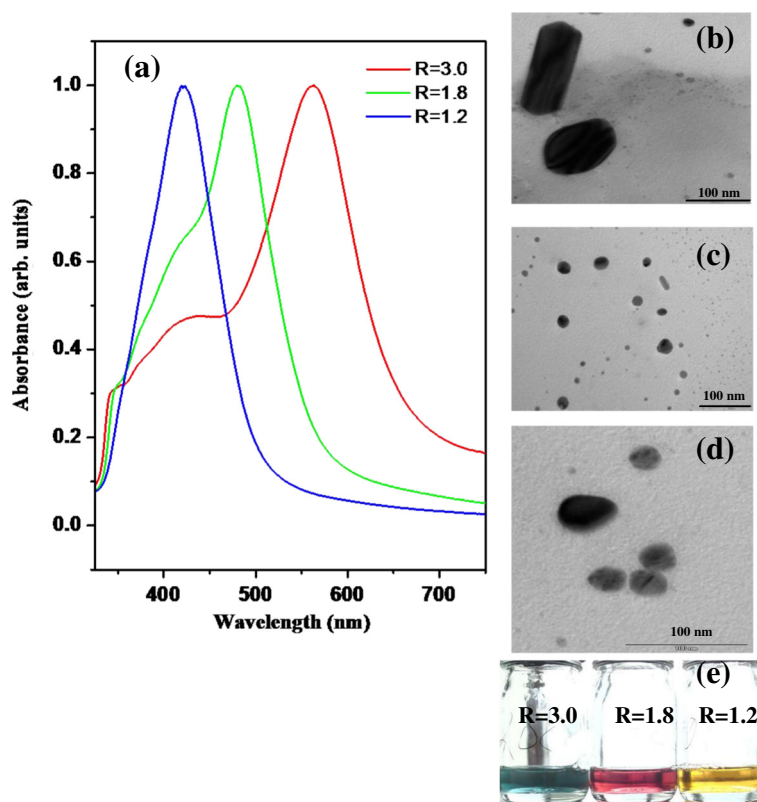 (a)
R=3.0
R=1.8
R=1.2
1.0
0.8
0.6
0.4
0.2
0.0
Absorbance (arb. units)
400 500 600 700
Wavelength (nm)
(b)
100 nm
(c)
100 nm
(d)
100 nm
(e)
R=3.0 R=1.8 R=1.2